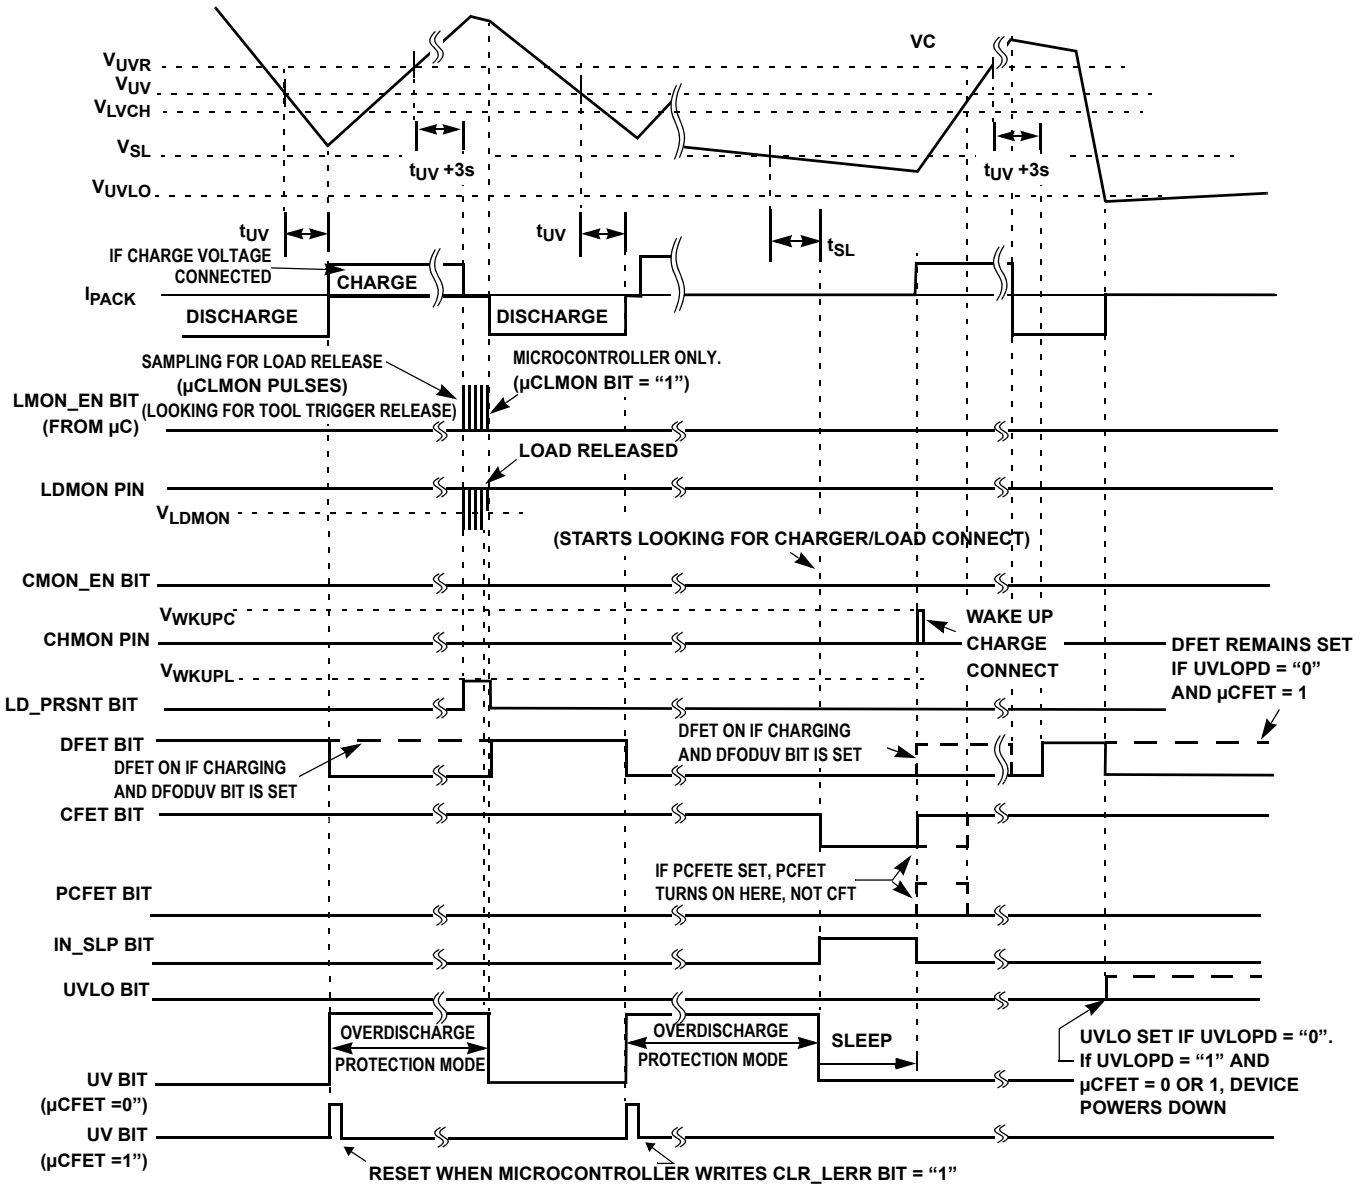 VC
VUVR
VUV
VLVCH
VSL
VUVLO
tUV +3s
tUV +3s
tUV
tUV
tSL
IF CHARGE VOLTAGE
CONNECTED
CHARGE
IPACK
DISCHARGE
DISCHARGE
SAMPLING FOR LOAD RELEASE
(µCLMON PULSES)
(LOOKING FOR TOOL TRIGGER RELEASE)
MICROCONTROLLER ONLY.
(µCLMON BIT = “1”)
LMON_EN BIT
(FROM µC)
LOAD RELEASED
LDMON PIN
VLDMON
(STARTS LOOKING FOR CHARGER/LOAD CONNECT)
CMON_EN BIT
VWKUPC
CHMON PIN
WAKE UP
CHARGE
CONNECT
VWKUPL
LD_PRSNT BIT
DFET REMAINS SET
IF UVLOPD = “0”
AND µCFET = 1
DFET BIT
DFET ON IF CHARGING
AND DFODUV BIT IS SET
DFET ON IF CHARGING
AND DFODUV BIT IS SET
CFET BIT
IF PCFETE SET, PCFET
TURNS ON HERE, NOT CFT
PCFET BIT
IN_SLP BIT
UVLO BIT
OVERDISCHARGE
PROTECTION MODE
OVERDISCHARGE
PROTECTION MODE
SLEEP
UVLO SET IF UVLOPD = “0”.
If UVLOPD = “1” AND
µCFET = 0 OR 1, DEVICE
POWERS DOWN
UV BIT
(µCFET =0”)
UV BIT
(µCFET =1”)
RESET WHEN MICROCONTROLLER WRITES CLR_LERR BIT = “1”